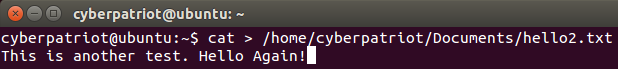 cyberpatriot@ubuntu: ~
cyberpatriot@ubuntu:~$ cat > /home/cyberpatriot/Documents/hello2.txt
This is another test. Hello Again!